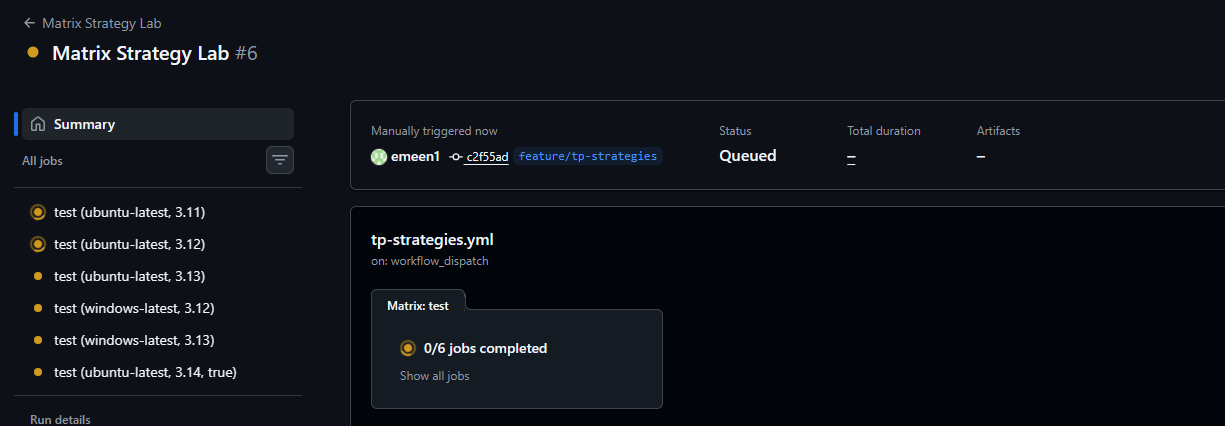 ← Matrix Strategy Lab
Matrix Strategy Lab #6
Summary
All jobs
test (ubuntu-latest, 3.11)
test (ubuntu-latest, 3.12)
test (ubuntu-latest, 3.13)
test (windows-latest, 3.12)
test (windows-latest, 3.13)
test (ubuntu-latest, 3.14, true)
Run details
Manually triggered now
emeen1 c2f55ad feature/tp-strategies
Status
Queued
Total duration
–
Artifacts
–
tp-strategies.yml
on: workflow_dispatch
Matrix: test
0/6 jobs completed
Show all jobs